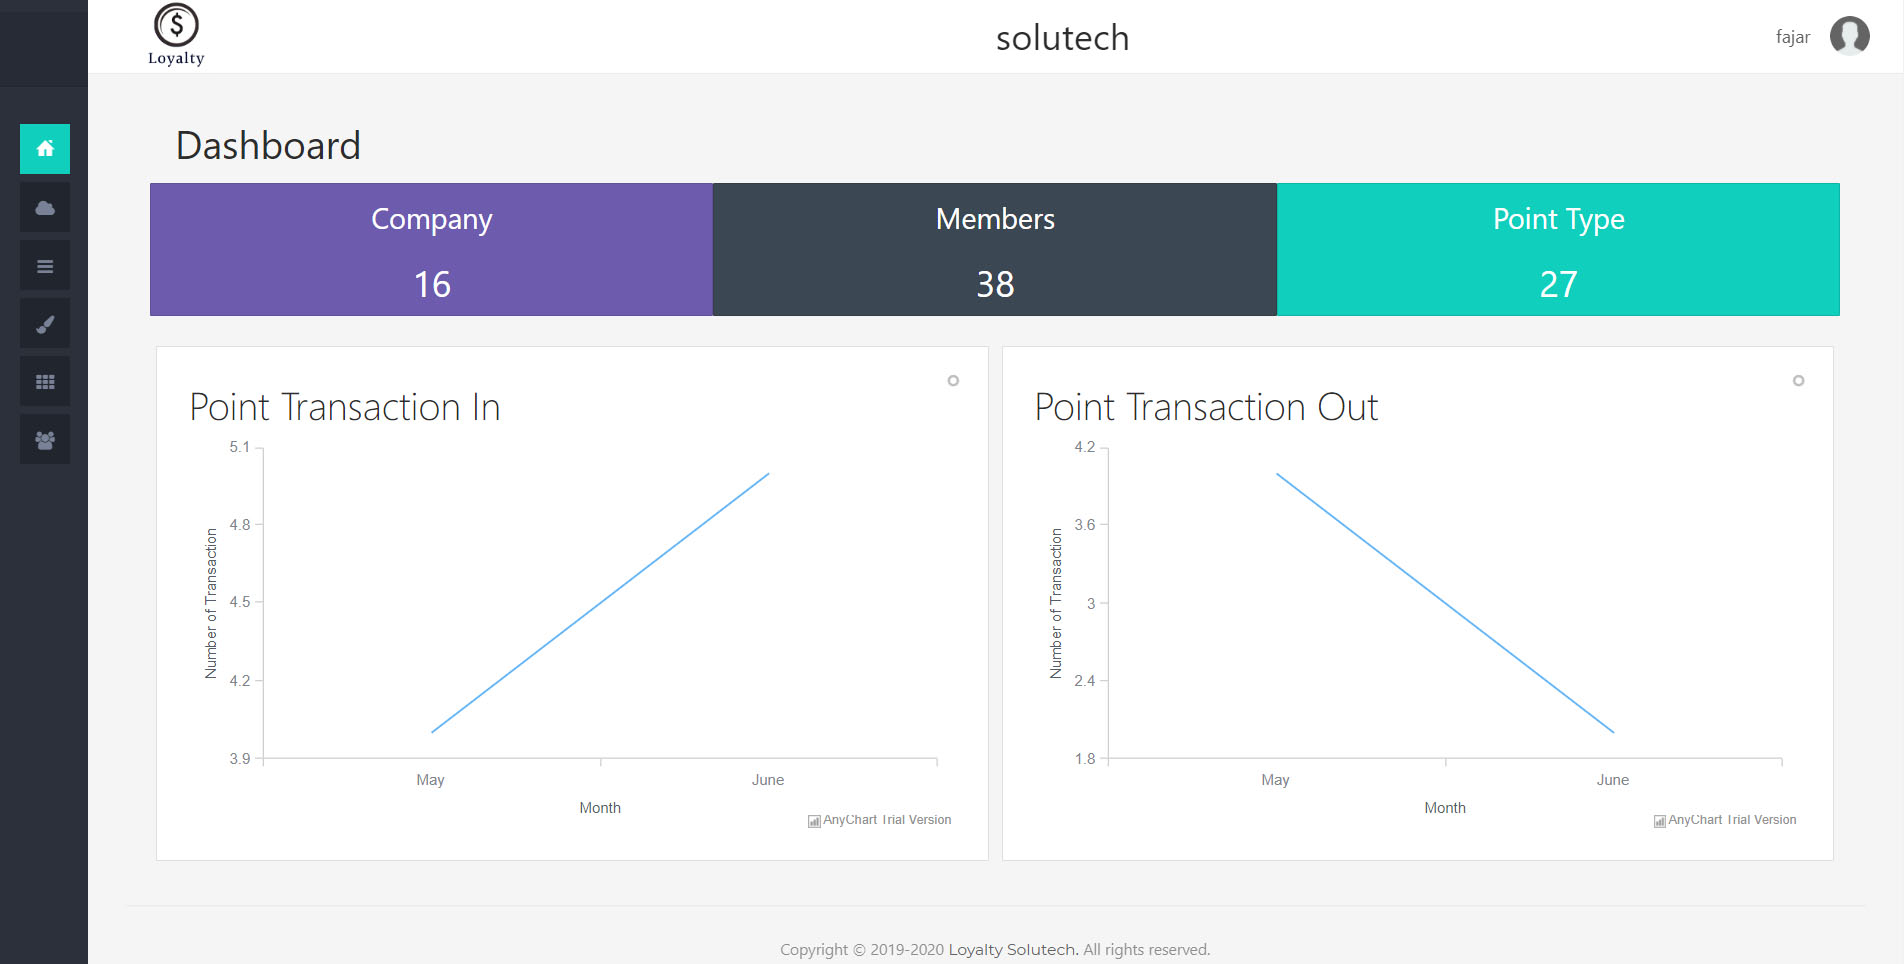 Loyalty
solutech
fajar
Dashboard
Company
Members
Point Type
16
38
27
Point Transaction In
5.1
4.8
4.5
4.2
3.9
Number of Transaction
May
June
Month
AnyChart Trial Version
Point Transaction Out
4.2
3.6
3
2.4
1.8
Number of Transaction
May
June
Month
AnyChart Trial Version
Copyright © 2019-2020 Loyalty Solutech. All rights reserved.